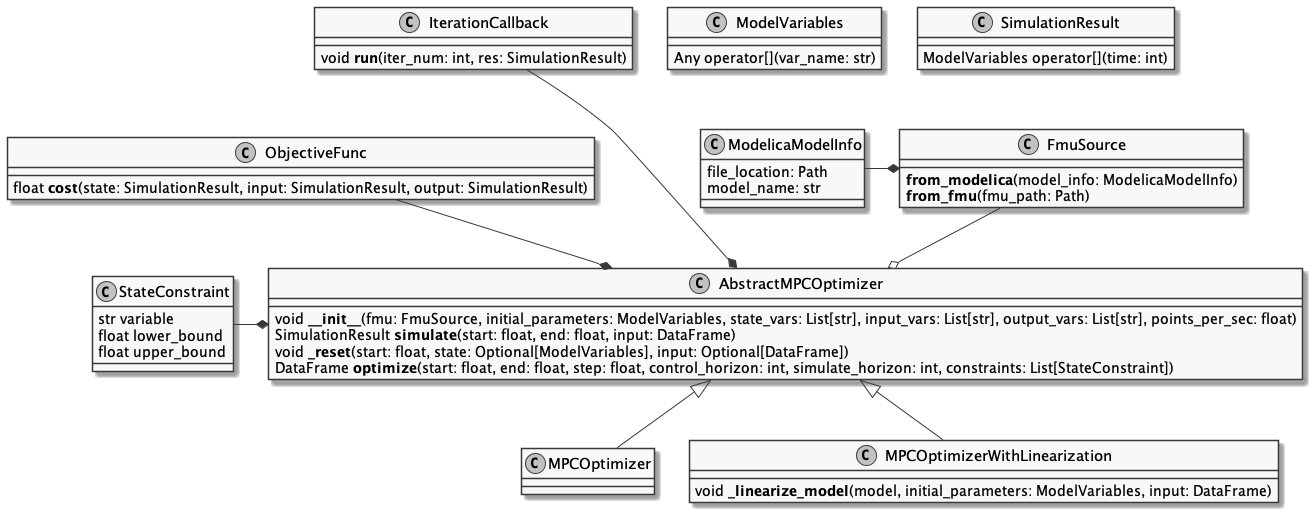 C IterationCallback
void run(iter_num: int, res: SimulationResult)
C ModelVariables
Any operator[](var_name: str)
C SimulationResult
ModelVariables operator[](time: int)
C ObjectiveFunc
float cost(state: SimulationResult, input: SimulationResult, output: SimulationResult)
C ModelicaModelInfo
file_location: Path
model_name: str
C FmuSource
from_modelica(model_info: ModelicaModelInfo)
from_fmu(fmu_path: Path)
C StateConstraint
str variable
float lower_bound
float upper_bound
C AbstractMPCOptimizer
void __init__(fmu: FmuSource, initial_parameters: ModelVariables, state_vars: List[str], input_vars: List[str], output_vars: List[str], points_per_sec: float)
SimulationResult simulate(start: float, end: float, input: DataFrame)
void _reset(start: float, state: Optional[ModelVariables], input: Optional[DataFrame])
DataFrame optimize(start: float, end: float, step: float, control_horizon: int, simulate_horizon: int, constraints: List[StateConstraint])
C MPCOptimizer
C MPCOptimizerWithLinearization
void _linearize_model(model, initial_parameters: ModelVariables, input: DataFrame)